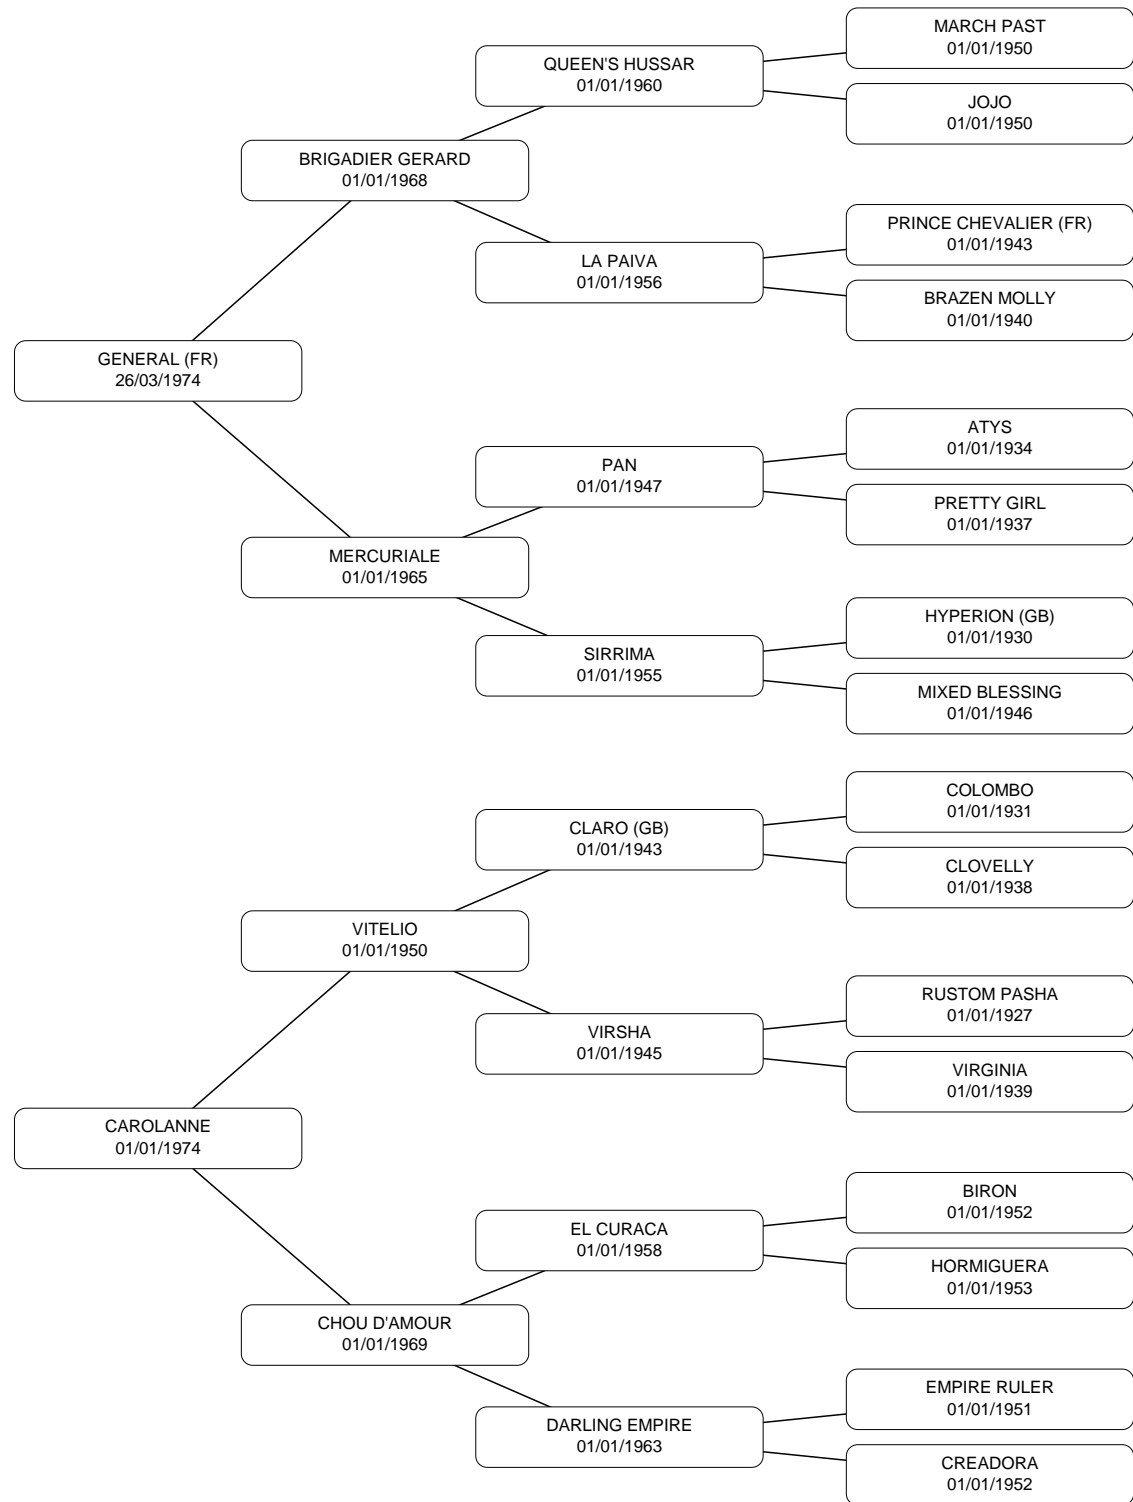 MARCH PAST
01/01/1950
QUEEN'S HUSSAR
01/01/1960
JOJO
01/01/1950
BRIGADIER GERARD
01/01/1968
PRINCE CHEVALIER (FR)
01/01/1943
LA PAIVA
01/01/1956
BRAZEN MOLLY
01/01/1940
GENERAL (FR)
26/03/1974
ATYS
01/01/1934
PAN
01/01/1947
PRETTY GIRL
01/01/1937
MERCURIALE
01/01/1965
HYPERION (GB)
01/01/1930
SIRRIMA
01/01/1955
MIXED BLESSING
01/01/1946
COLOMBO
01/01/1931
CLARO (GB)
01/01/1943
CLOVELLY
01/01/1938
VITELIO
01/01/1950
RUSTOM PASHA
01/01/1927
VIRSHA
01/01/1945
VIRGINIA
01/01/1939
CAROLANNE
01/01/1974
BIRON
01/01/1952
EL CURACA
01/01/1958
HORMIGUERA
01/01/1953
CHOU D'AMOUR
01/01/1969
EMPIRE RULER
01/01/1951
DARLING EMPIRE
01/01/1963
CREADORA
01/01/1952